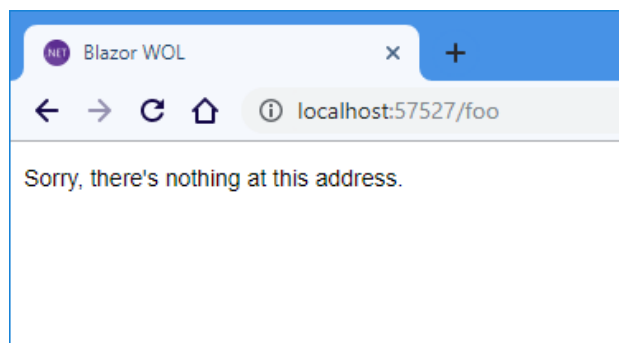 NET Blazor WOL
localhost:57527/foo
Sorry, there's nothing at this address.